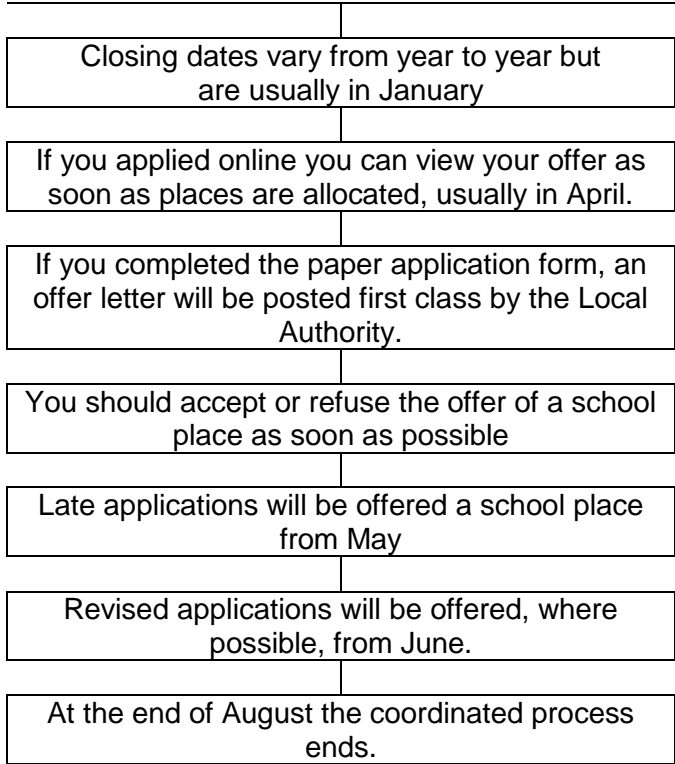 Closing dates vary from year to year but
are usually in January
If you applied online you can view your offer as
soon as places are allocated, usually in April.
If you completed the paper application form, an
offer letter will be posted first class by the Local
Authority.
You should accept or refuse the offer of a school
place as soon as possible
Late applications will be offered a school place
from May
Revised applications will be offered, where
possible, from June.
At the end of August the coordinated process
ends.